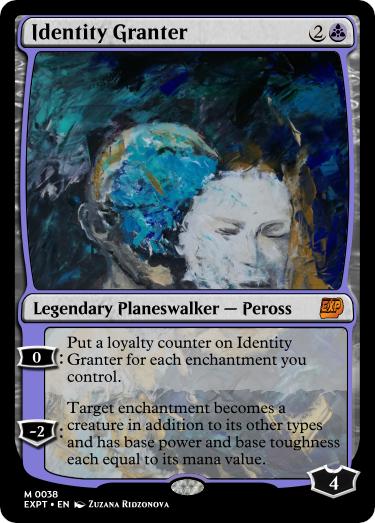 Identity Granter 2
Legendary Planeswalker — Peross
EXP
0: Put a loyalty counter on Identity
Granter for each enchantment you
control.
-2: Target enchantment becomes a
creature in addition to its other types
and has base power and base toughness
each equal to its mana value.
4
M 0038
EXPT • EN Zuzana Ridzonova